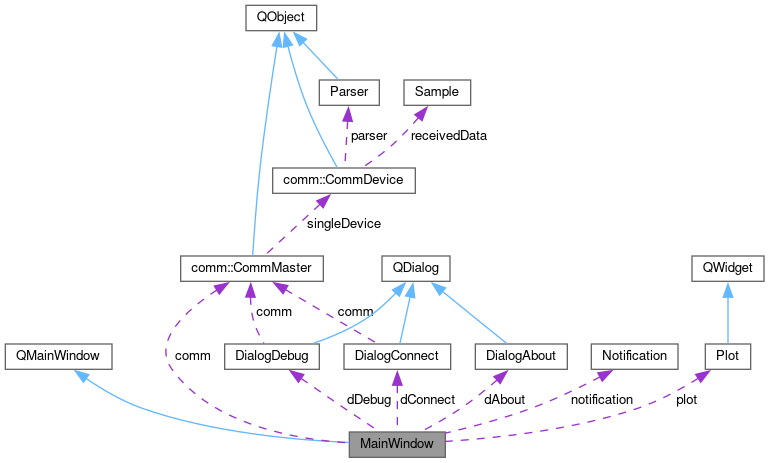 QObject
Parser
Sample
parser
receivedData
comm::CommDevice
singleDevice
comm::CommMaster
QDialog
QWidget
comm
comm
comm
QMainWindow
DialogDebug
DialogConnect
DialogAbout
Notification
Plot
dDebug
dConnect
dAbout
notification
plot
MainWindow